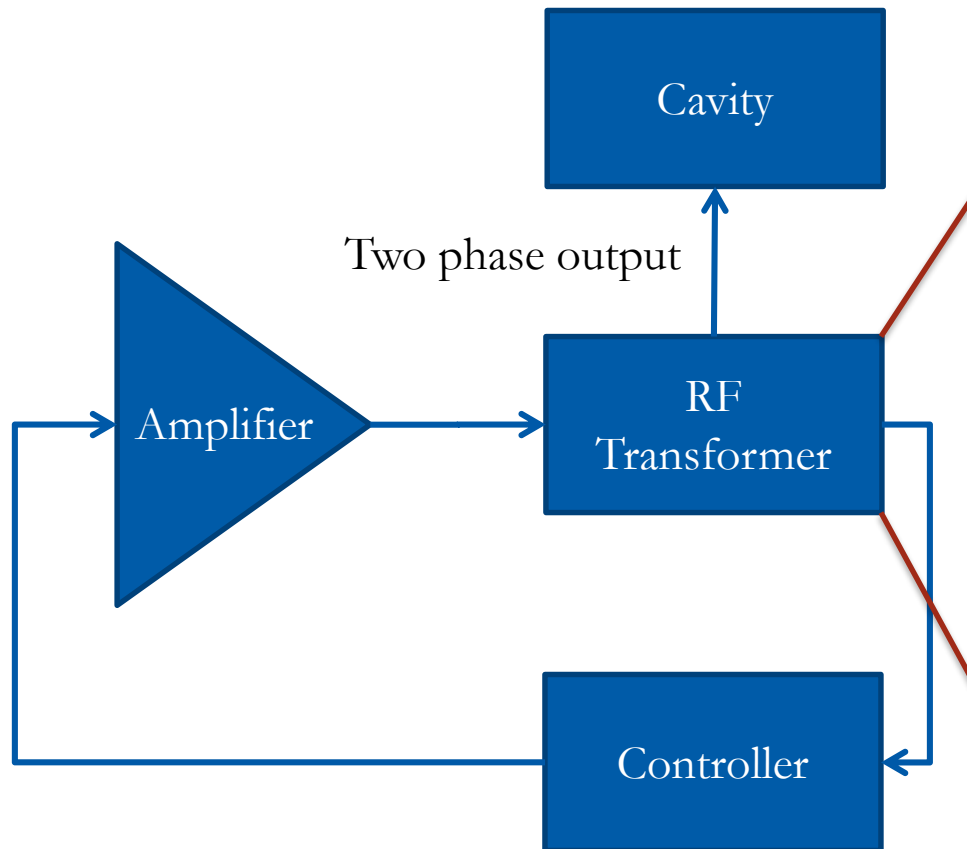 Cavity
Two phase output
Amplifier
RF
Transformer
Controller